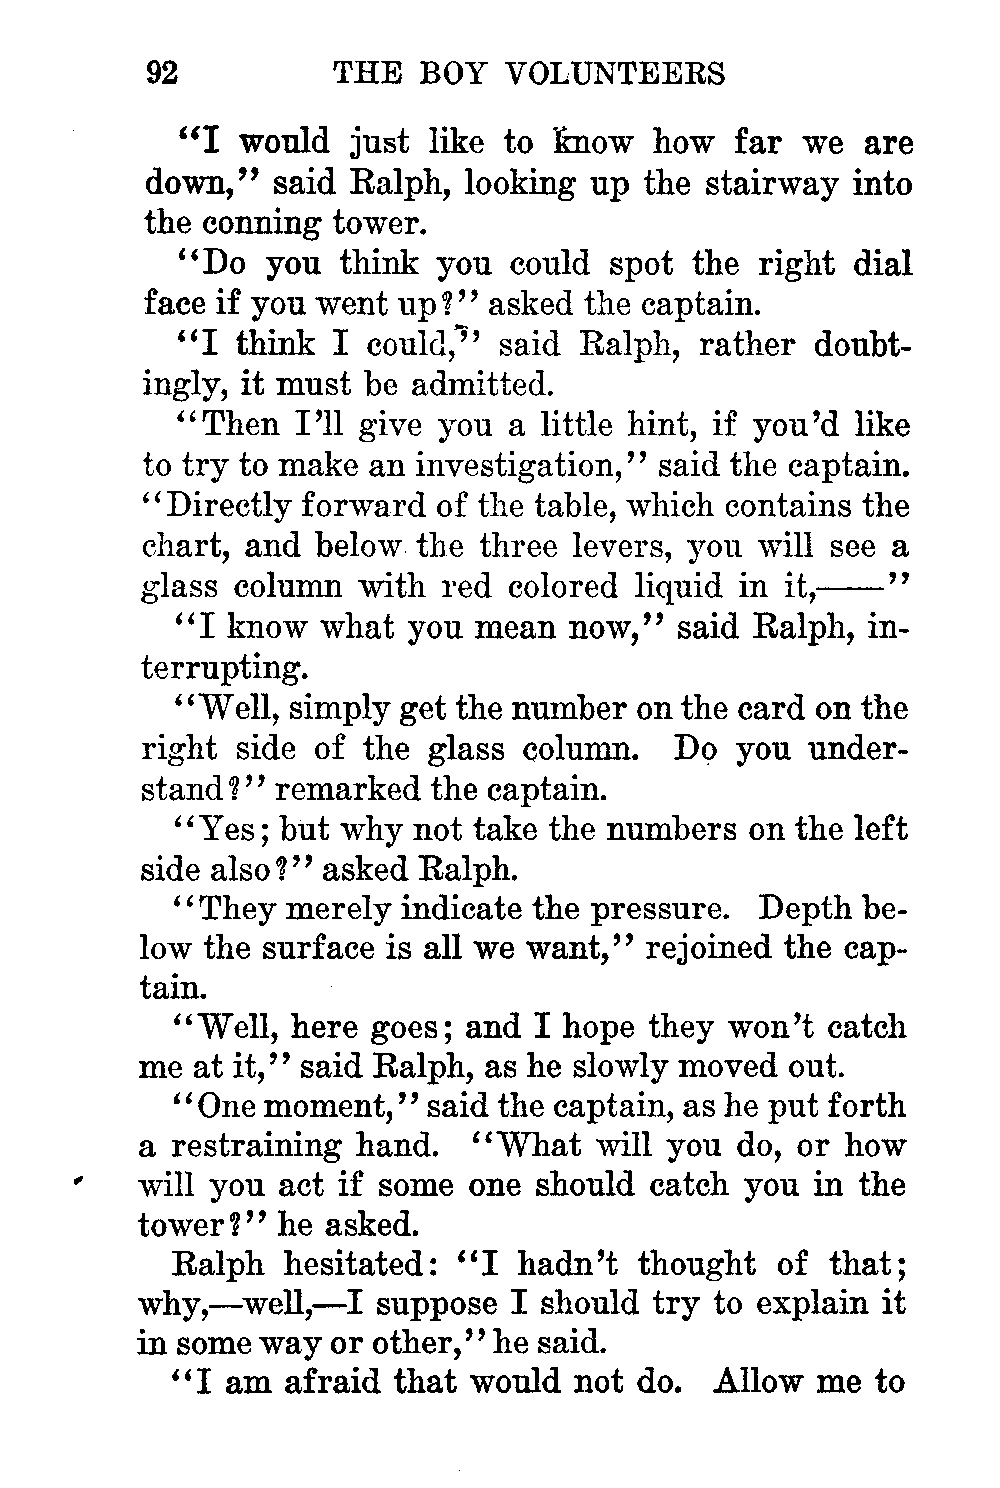 92 THE BOY VOLUNTEERS
“I would just like to know how far we are
down,” said Ralph, looking up the stairway into
the conning tower.
“Do you think you could spot the right dial
face if you went up?” asked the captain.
“I think I could,” said Ralph, rather doubt-
ingly, it must be admitted.
“Then I’ll give you a little hint, if you’d like
to try to make an investigation,” said the captain.
“Directly forward of the table, which contains the
chart, and below the three levers, you will see a
glass column with red colored liquid in it,——”
“I know what you mean now,” said Ralph, in-
terrupting.
“Well, simply get the number on the card on the
right side of the glass column. Do you under-
stand?” remarked the captain.
“Yes; but why not take the numbers on the left
side also?” asked Ralph.
“They merely indicate the pressure. Depth be-
low the surface is all we want,” rejoined the cap-
tain.
“Well, here goes; and I hope they won’t catch
me at it,” said Ralph, as he slowly moved out.
“One moment,” said the captain, as he put forth
a restraining hand. “What will you do, or how
will you act if some one should catch you in the
tower?” he asked.
Ralph hesitated: “I hadn’t thought of that;
why,—well,—I suppose I should try to explain it
in some way or other,” he said.
“I am afraid that would not do. Allow me to